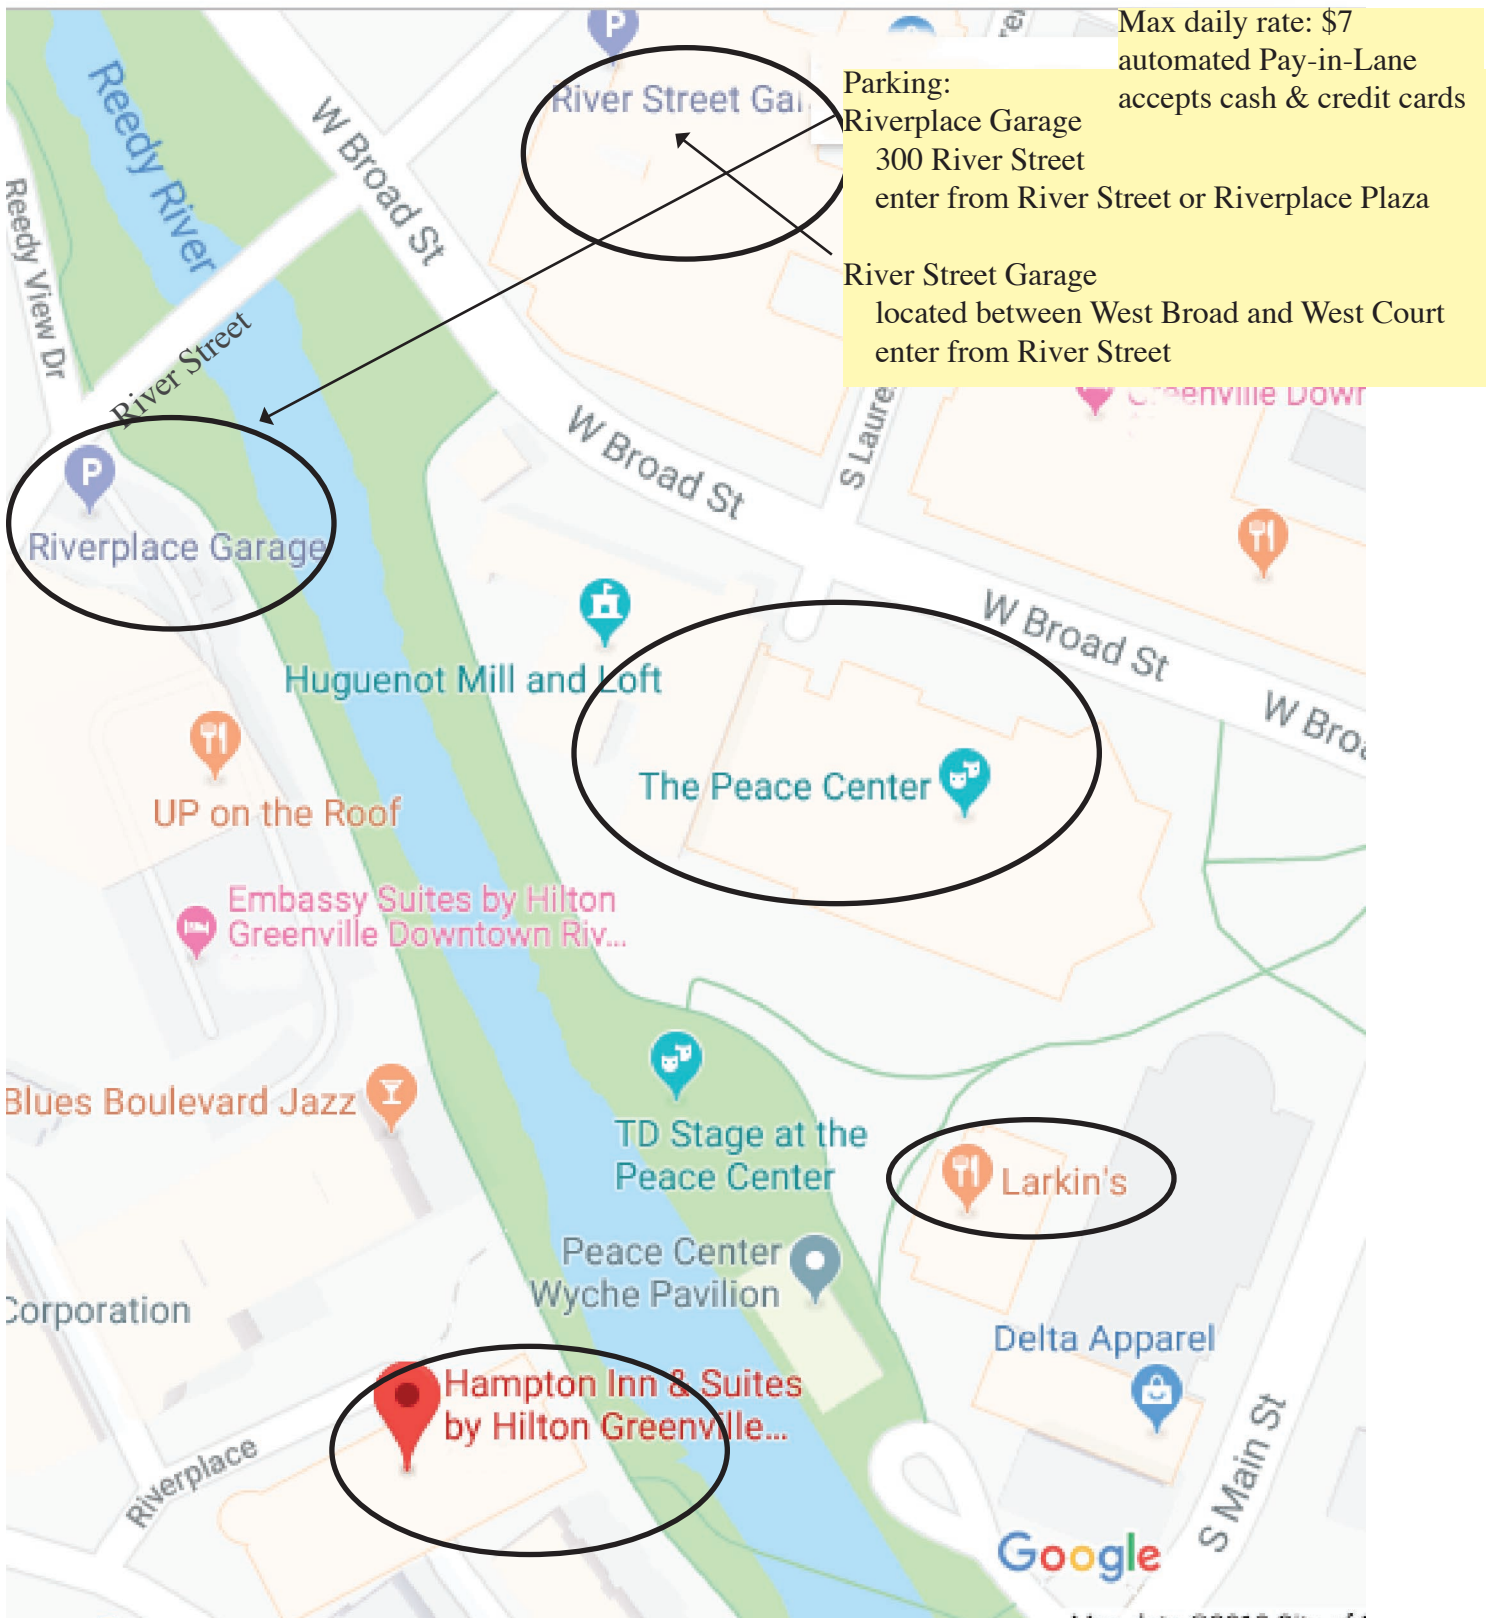 Max daily rate: $7
automated Pay-in-Lane
accepts cash & credit cards
Parking:
Riverplace Garage
300 River Street
enter from River Street or Riverplace Plaza
River Street Garage
located between West Broad and West Court
enter from River Street
P
River Street Gar
Reedy River
W Broad St
Reedy View Dr
River Street
Greenville Down
W Broad St
S Laure
P
Riverplace Garage
W Broad St
W Broa
Huguenot Mill and Loft
The Peace Center
UP on the Roof
Embassy Suites by Hilton
Greenville Downtown Riv...
Blues Boulevard Jazz
TD Stage at the
Peace Center
Larkin's
Peace Center
Wyche Pavilion
Corporation
Delta Apparel
Hampton Inn & Suites
by Hilton Greenville...
Riverplace
S Main St
Google